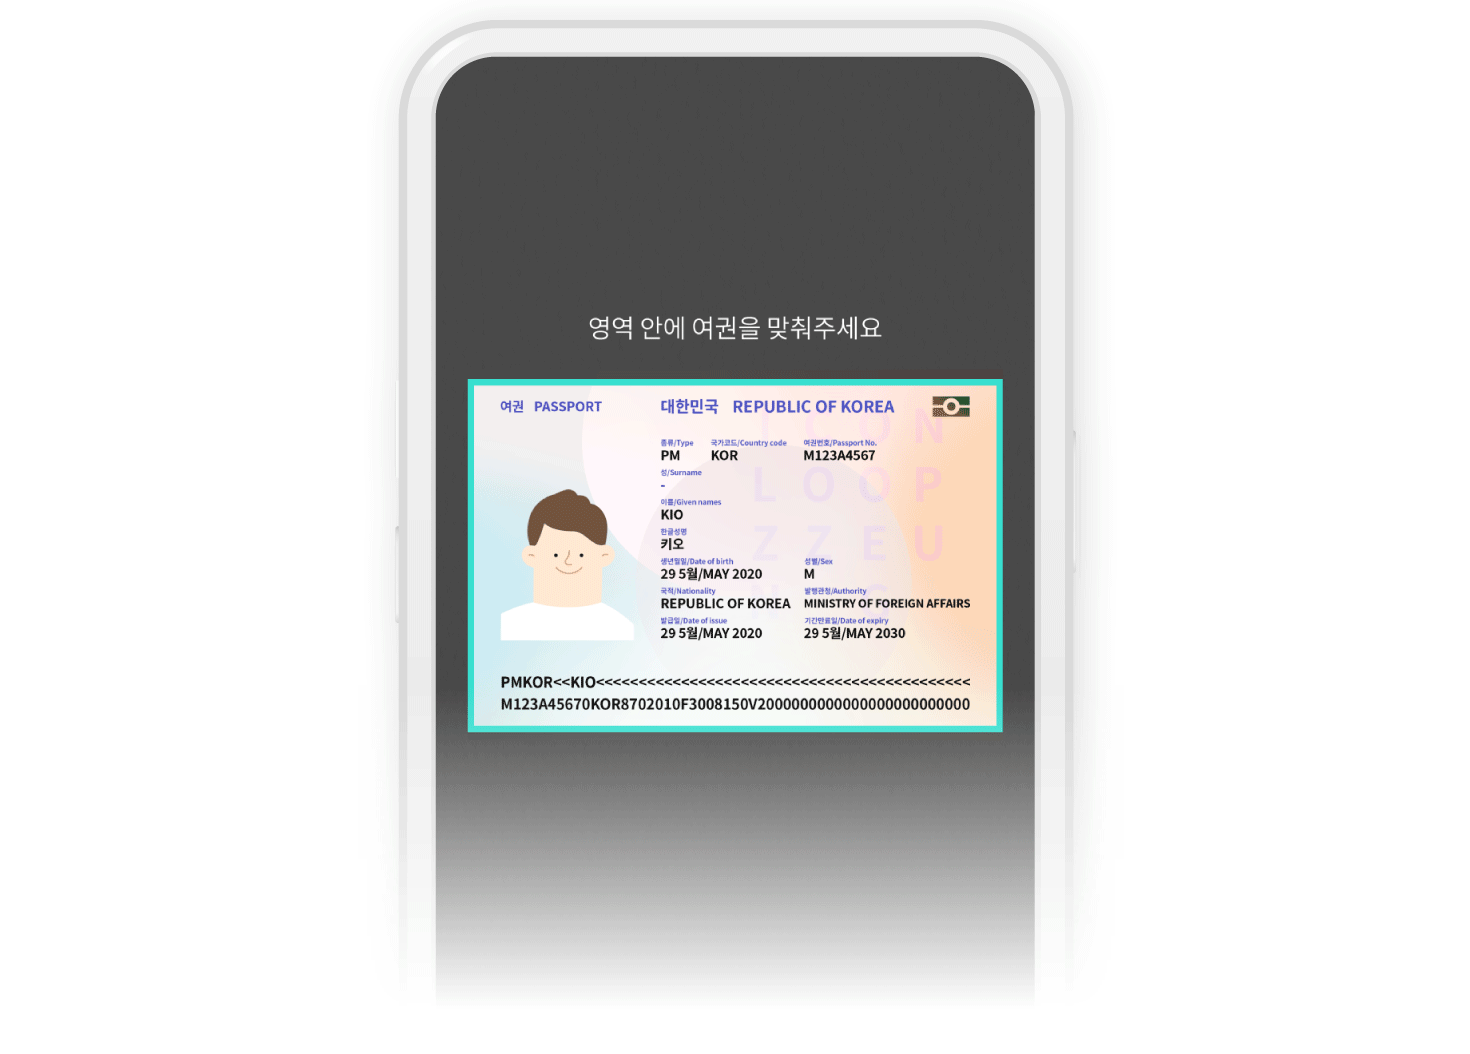 영역 안에 여권을 맞춰주세요
여권 PASSPORT 대한민국 REPUBLIC OF KOREA
종류/Type 국가코드/Country code 여권번호/Passport No.
PM KOR M123A4567
성/Surname
-
이름/Given names
KIO
한글성명
키오
생년월일/Date of birth 성별/Sex
29 5월/MAY 2020 M
국적/Nationality 발행관청/Authority
REPUBLIC OF KOREA MINISTRY OF FOREIGN AFFAIRS
발급일/Date of issue 기간만료일/Date of expiry
29 5월/MAY 2020 29 5월/MAY 2030
PMKOR<<KIO<<<<<<<<<<<<<<<<<<<<<<<<<<<<<<<<<<<<<<<<<<
M123A45670KOR8702010F3008150V20000000000000000000000
L O O P
Z Z E U